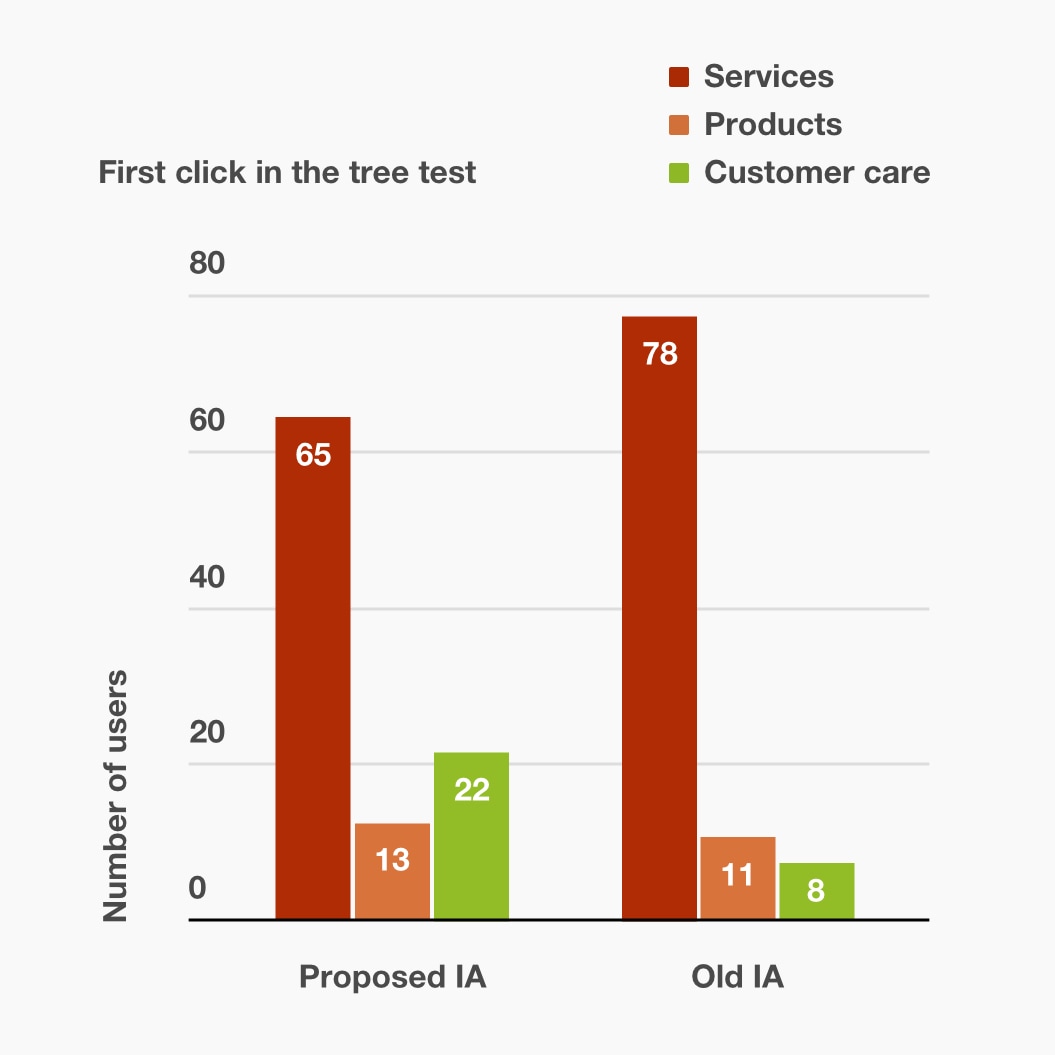 Services
Products
Customer care
First click in the tree test
80
60
40
20
0
Number of users
65
13
22
78
11
8
Proposed IA
Old IA